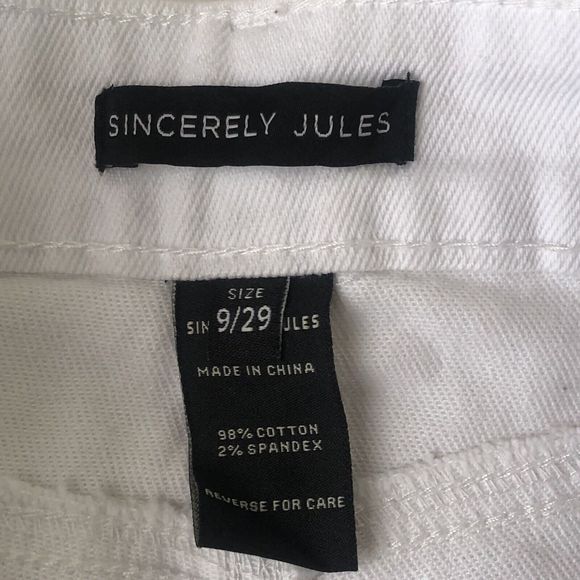 SINCERELY JULES
SIZE
SIN 9/29 JULES
MADE IN CHINA
98% COTTON
2% SPANDEX
REVERSE FOR CARE